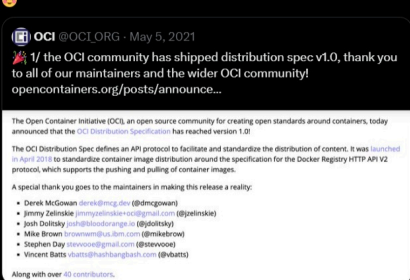 OCI @OCI_ORG · May 5, 2021
1/ the OCI community has shipped distribution spec v1.0, thank you
to all of our maintainers and the wider OCI community!
opencontainers.org/posts/announce...
The Open Container Initiative (OCI), an open source community for creating open standards around containers, today
announced that the OCI Distribution Specification has reached version 1.0!
The OCI Distribution Spec defines an API protocol to facilitate and standardize the distribution of content. It was launched
in April 2018 to standardize container image distribution around the specification for the Docker Registry HTTP API V2
protocol, which supports the pushing and pulling of container images.
A special thank you goes to the maintainers in making this release a reality:
• Derek McGowan derek@mcg.dev (@dmcgowan)
• Jimmy Zelinskie jimmyzelinskie+oci@gmail.com (@jzelinskie)
• Josh Dolitsky josh@bloodorange.io (@jdolitsky)
• Mike Brown brownwm@us.ibm.com (@mikebrow)
• Stephen Day stevvooe@gmail.com (@stevvooe)
• Vincent Batts vbatts@hashbangbash.com (@vbatts)
Along with over 40 contributors.